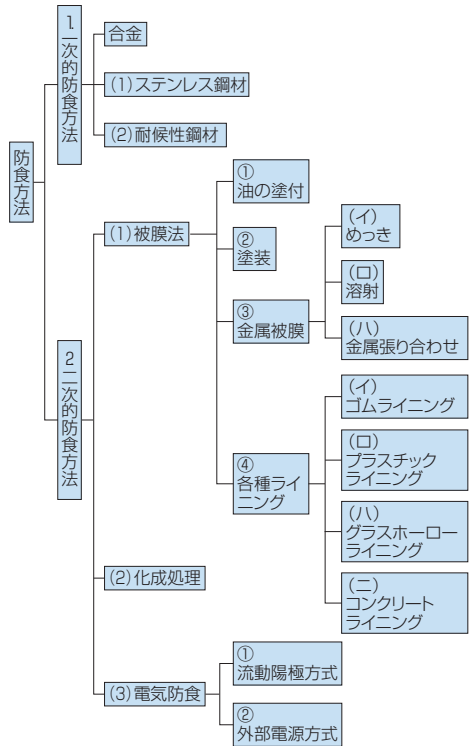 防食方法
1.一次的防食方法
合金
(1)ステンレス鋼材
(2)耐候性鋼材
2二次的防食方法
(1)被膜法
①
油の塗付
②
塗装
③
金属被膜
(イ)
めっき
(ロ)
溶射
(ハ)
金属張り合わせ
④
各種ライ
ニング
(イ)
ゴムライニング
(ロ)
プラスチック
ライニング
(ハ)
グラスホーロー
ライニング
(ニ)
コンクリート
ライニング
(2)化成処理
(3)電気防食
①
流動陽極方式
②
外部電源方式